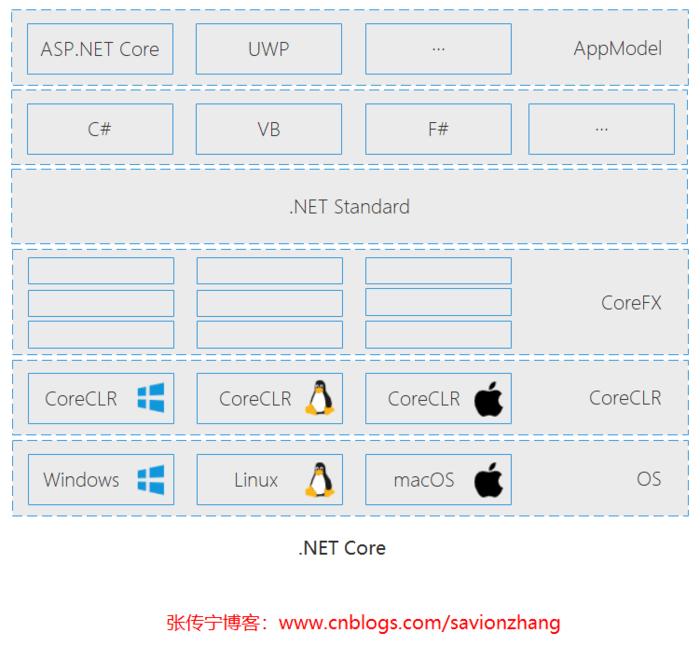 ASP.NET Core UWP ... AppModel
C# VB F# ...
.NET Standard
CoreFX
CoreCLR CoreCLR CoreCLR CoreCLR
Windows Linux macOS OS
.NET Core
张传宁博客：www.cnblogs.com/savionzhang